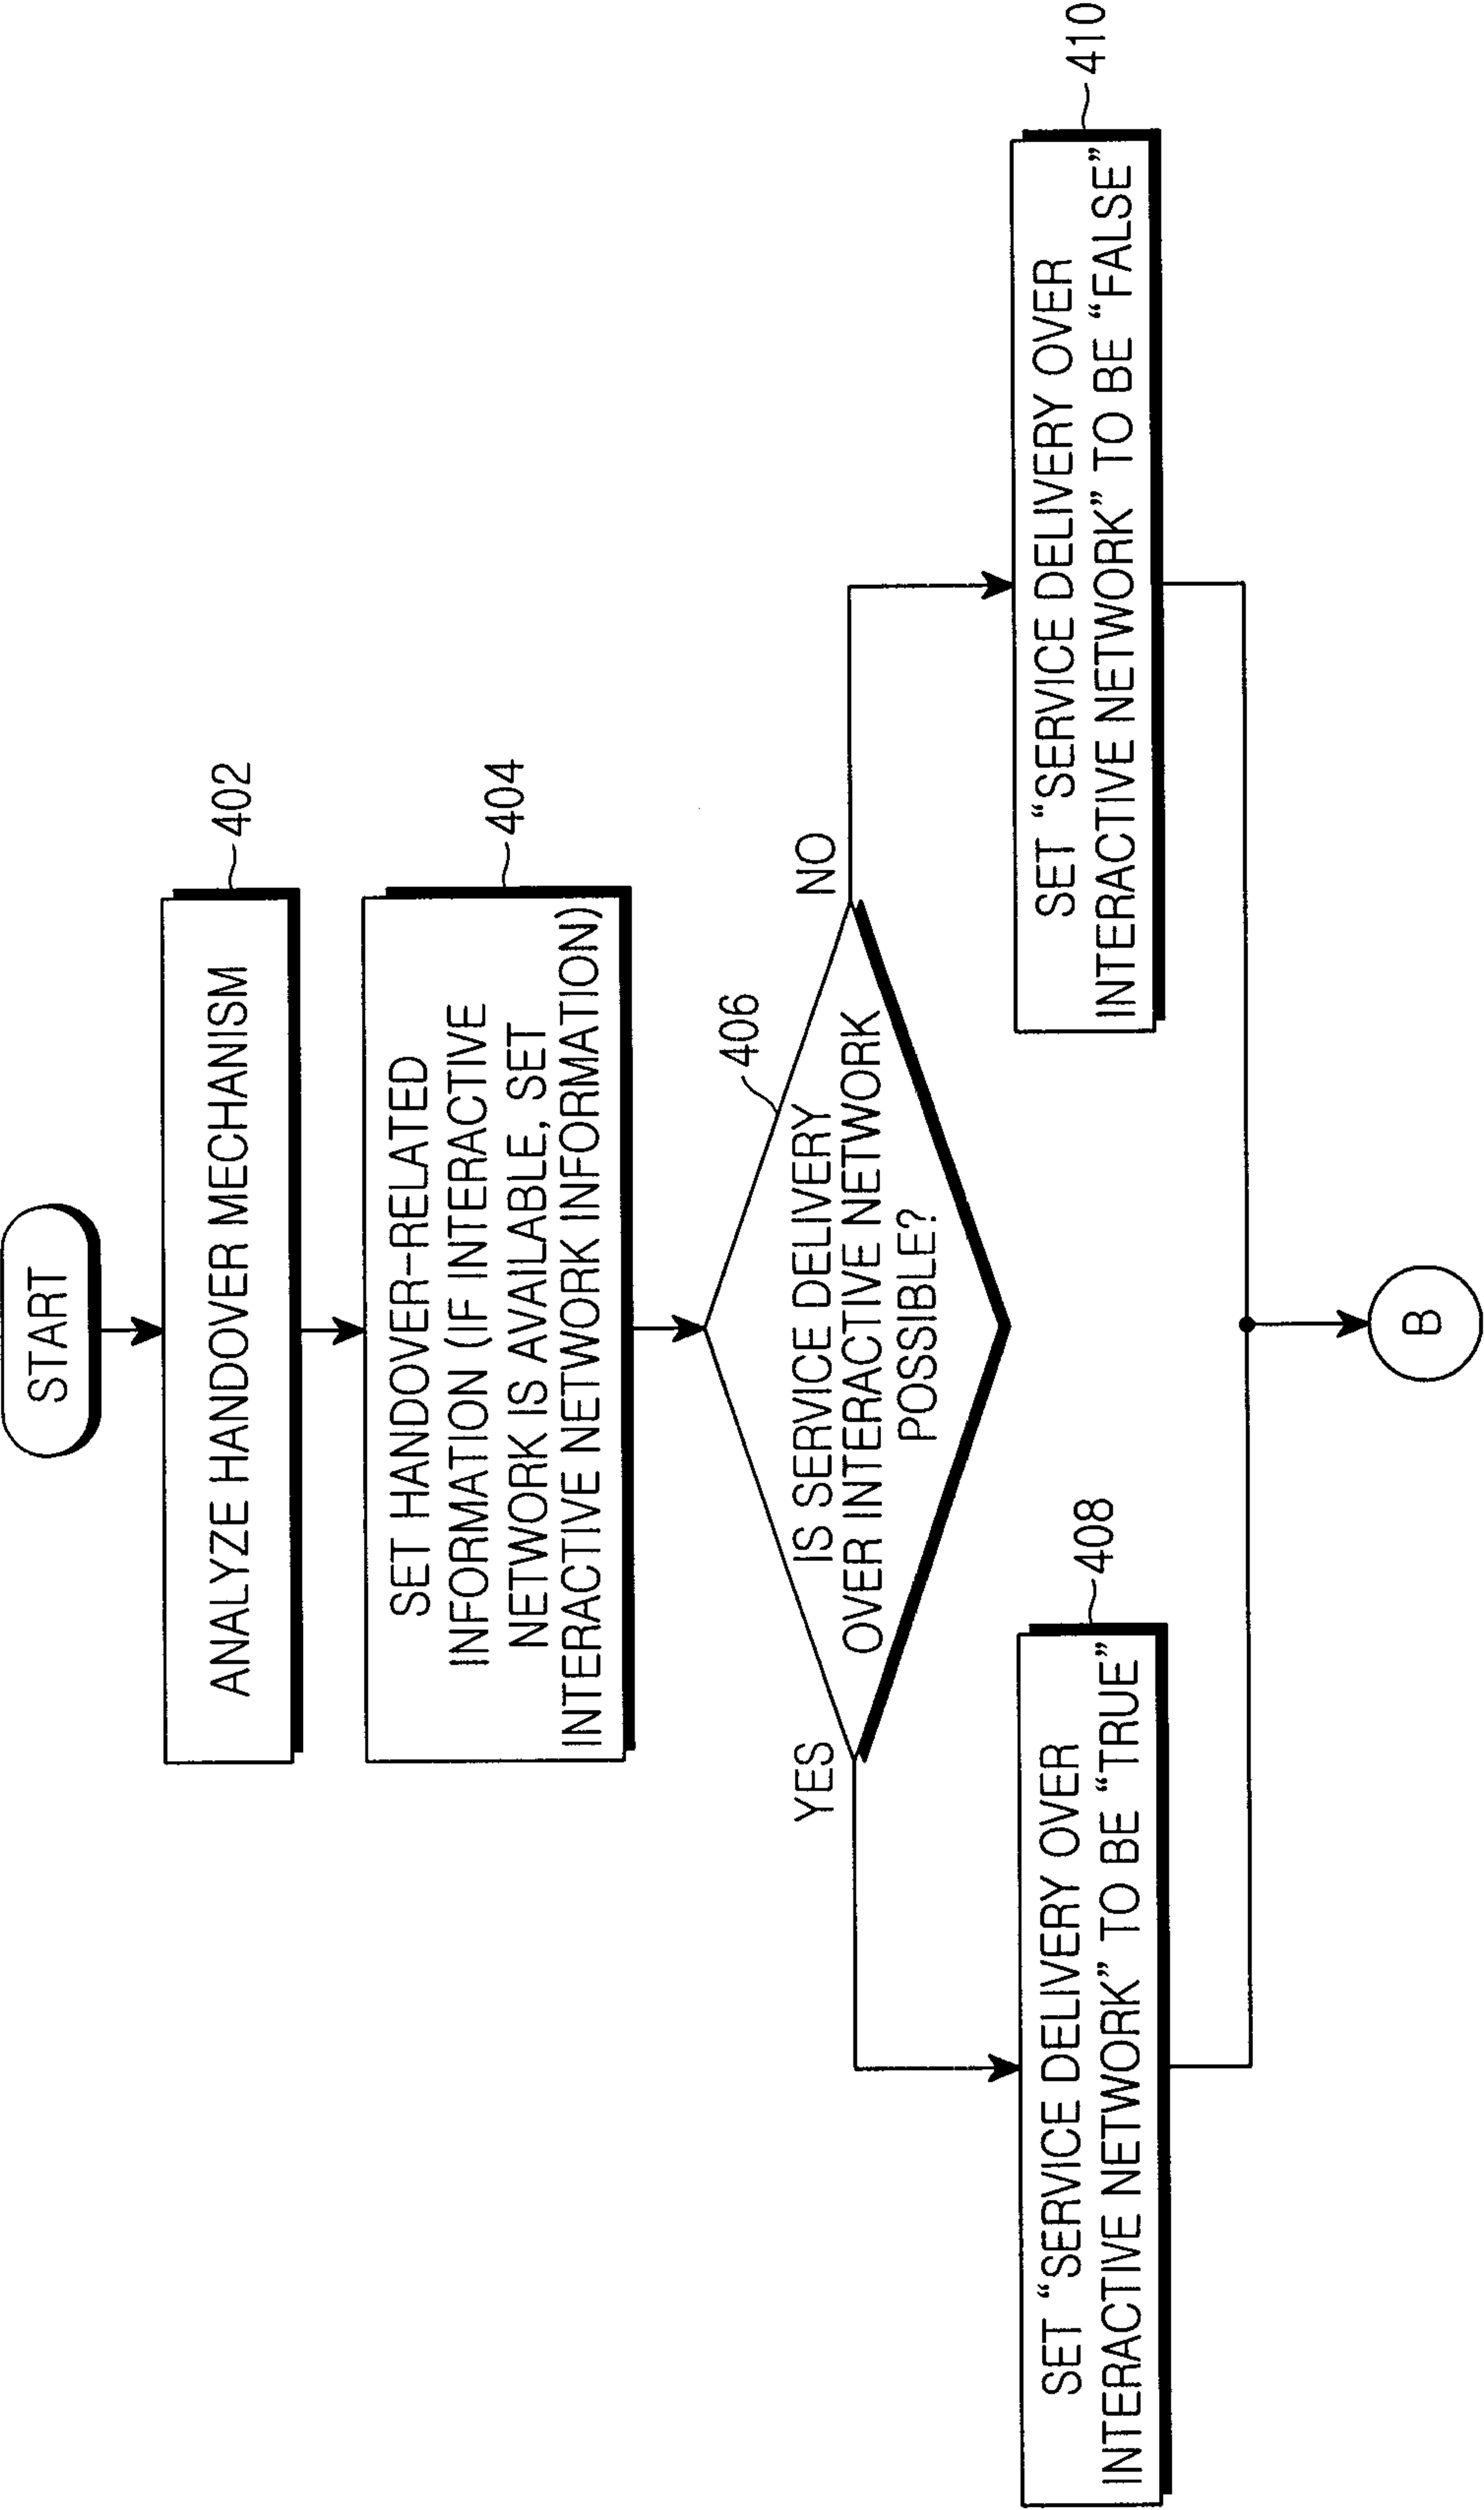 START
ANALYZE HANDOVER MECHANISM
402
SET HANDOVER-RELATED
INFORMATION (IF INTERACTIVE
NETWORK IS AVAILABLE, SET
INTERACTIVE NETWORK INFORMATION)
404
406
IS SERVICE DELIVERY
OVER INTERACTIVE NETWORK
POSSIBLE?
YES
NO
408
SET “SERVICE DELIVERY OVER
INTERACTIVE NETWORK” TO BE “TRUE”
410
SET “SERVICE DELIVERY OVER
INTERACTIVE NETWORK” TO BE “FALSE”
B